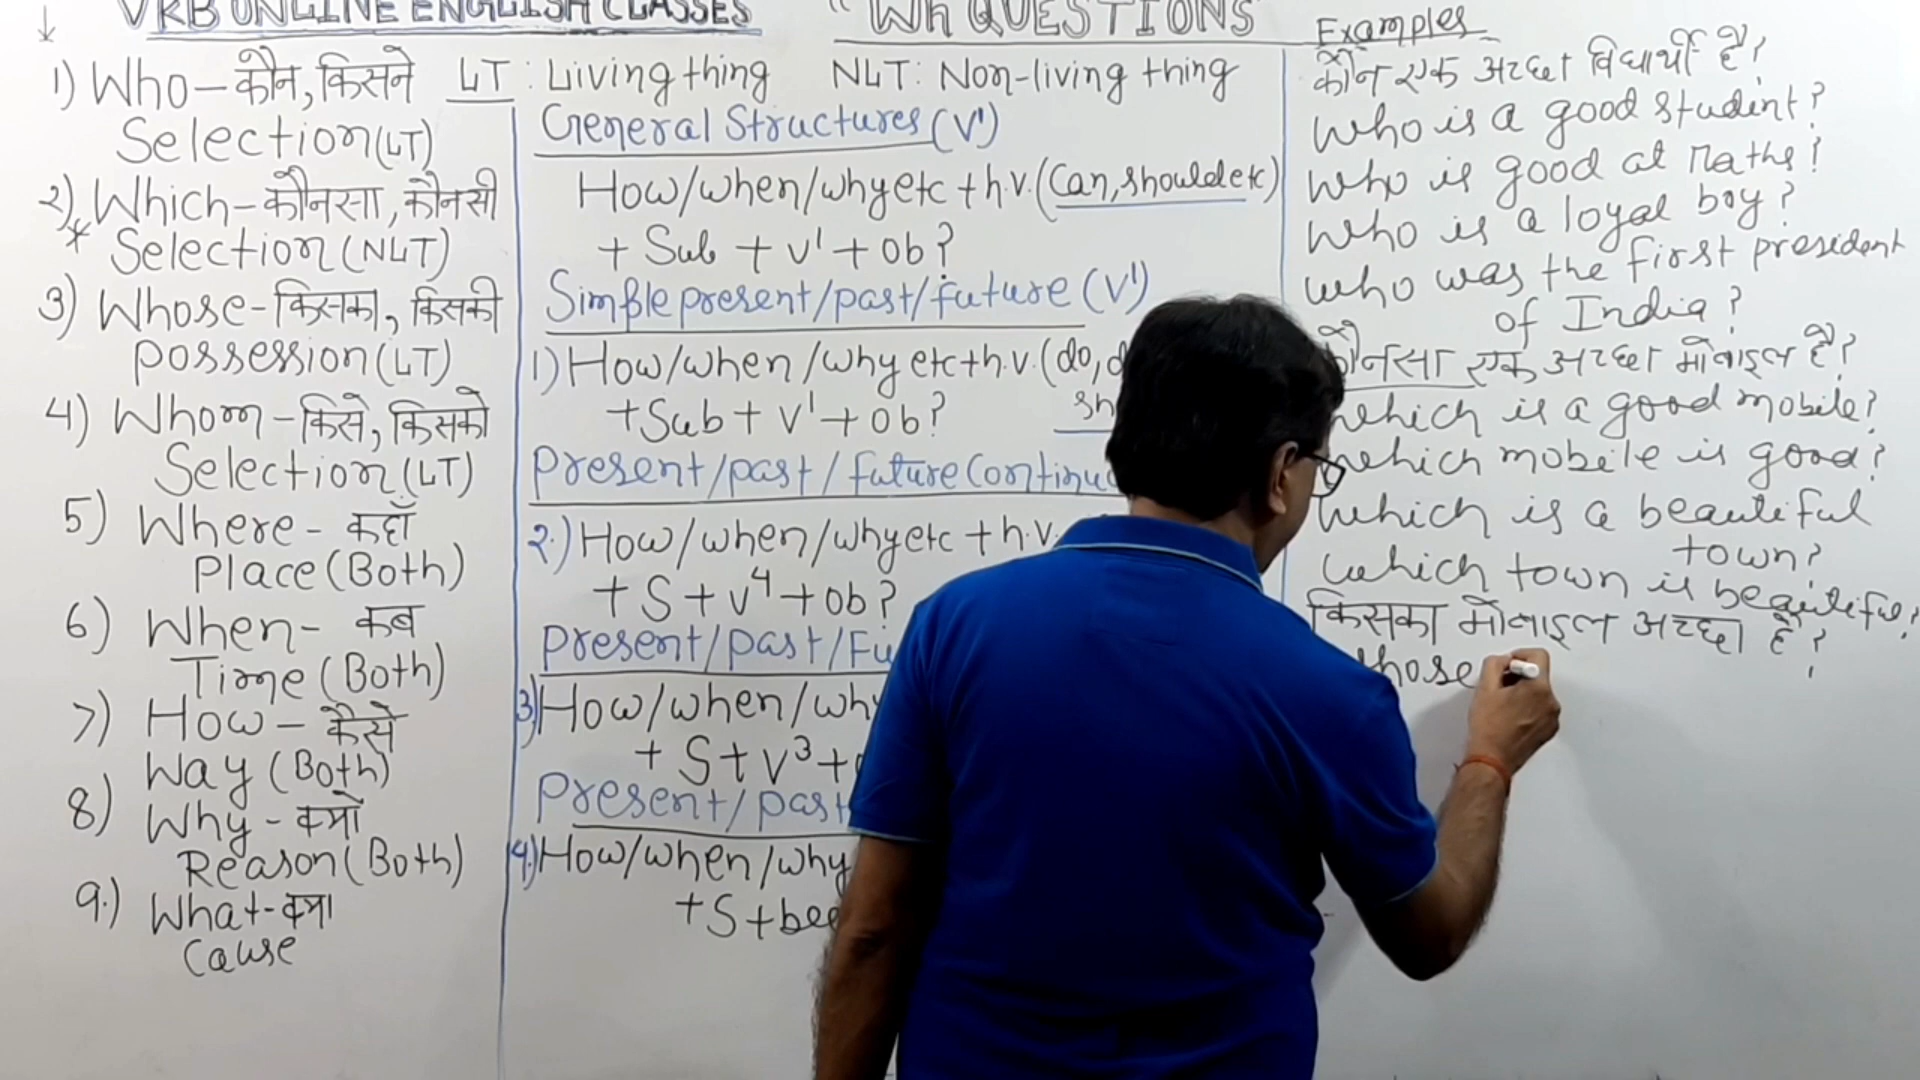 VRB ONLINE ENGLISH CLASSES
"Wh QUESTIONS
1) Who – कौन, किसने
Selection (LT)
2) Which – कौनसा, कौनसी
* Selection (NLT)
3) Whose – किसका, किसकी
Possession (LT)
4) Whom – किसे, किसको
Selection (LT)
5) Where – कहाँ
Place (Both)
6) When – कब
Time (Both)
7) How – कैसे
Way (Both)
8) Why – क्यों
Reason (Both)
9.) What – क्या
Cause
LT : Living thing NLT : Non-living thing
General Structures (V¹)
How/when/why etc + h.v. (Can, should etc)
+ Sub + v¹ + ob?
Simple present/past/future (V¹)
1) How/when/why etc + h.v. (do,
+ Sub + v¹ + ob?
Present/past/future
2.) How/when/why etc + h.v.
+ S + v⁴ + ob?
Present/past/
3) How/when/
+ S + v³ +
Present/past
4.) How/when/why
+ S +
Examples
कौन एक अच्छा विद्यार्थी है?
Who is a good student?
Who is good at Maths?
Who is a loyal boy?
Who was the first president
of India?
एक अच्छा मोबाइल है?
Which is a good mobile?
Which mobile is good?
Which is a beautiful
town?
Which town is beautiful?
किसका मोबाइल अच्छा है?